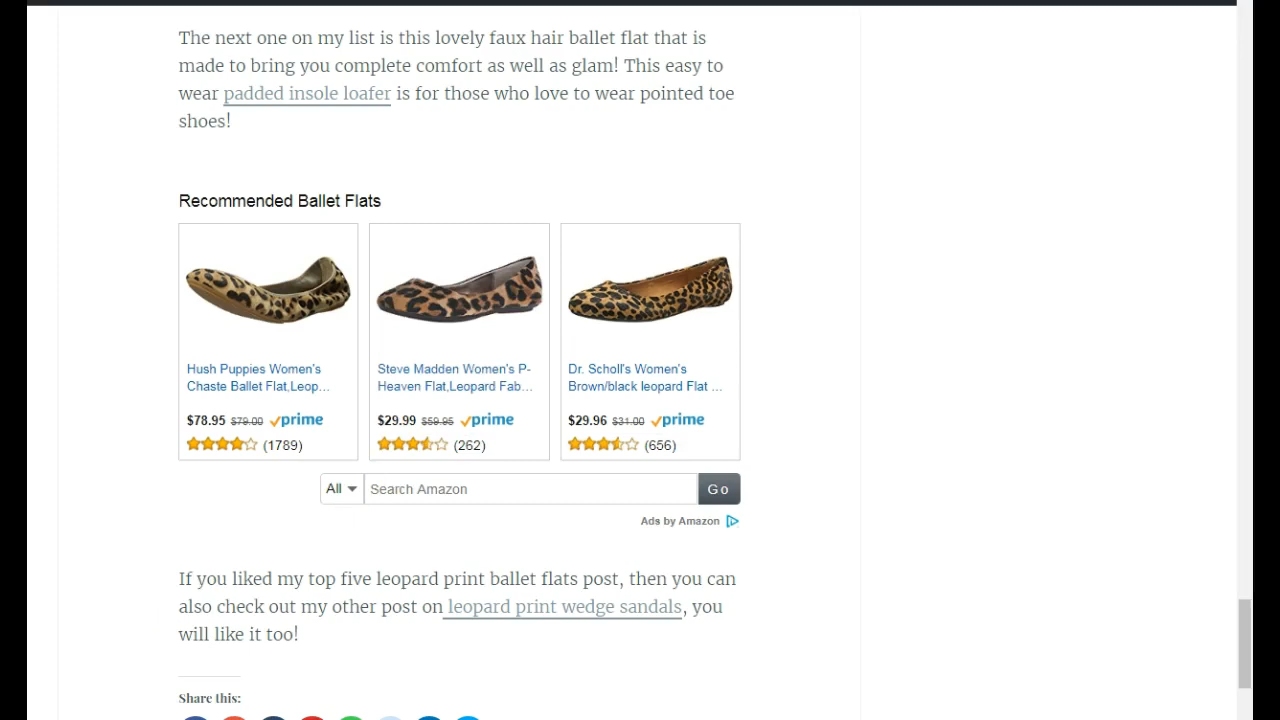 The next one on my list is this lovely faux hair ballet flat that is
made to bring you complete comfort as well as glam! This easy to
wear padded insole loafer is for those who love to wear pointed toe
shoes!
Recommended Ballet Flats
Hush Puppies Women's
Chaste Ballet Flat,Leop...
$78.95 $79.00 prime
(1789)
Steve Madden Women's P-
Heaven Flat,Leopard Fab...
$29.99 $59.95 prime
(262)
Dr. Scholl's Women's
Brown/black leopard Flat ...
$29.96 $31.00 prime
(656)
All Search Amazon Go
Ads by Amazon
If you liked my top five leopard print ballet flats post, then you can
also check out my other post on leopard print wedge sandals, you
will like it too!
Share this: